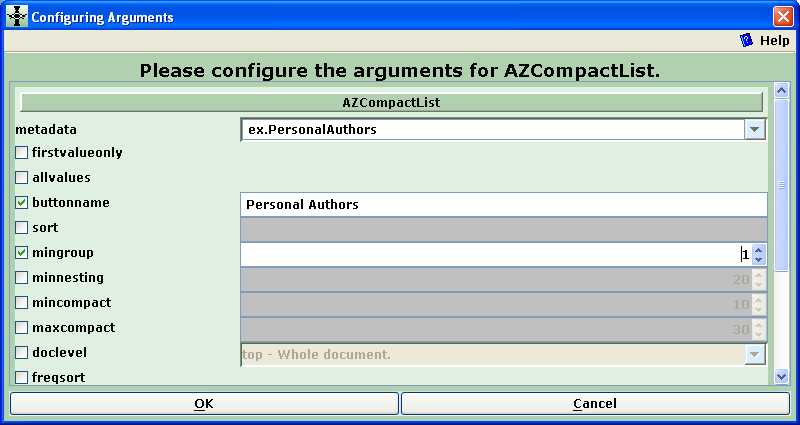 Configuring Arguments
Help
Please configure the arguments for AZCompactList.
AZCompactList
metadata ex.PersonalAuthors
firstvalueonly
allvalues
buttonname Personal Authors
sort
mingroup 1
minnesting 20
mincompact 10
maxcompact 30
doclevel top - Whole document.
freqsort
OK Cancel